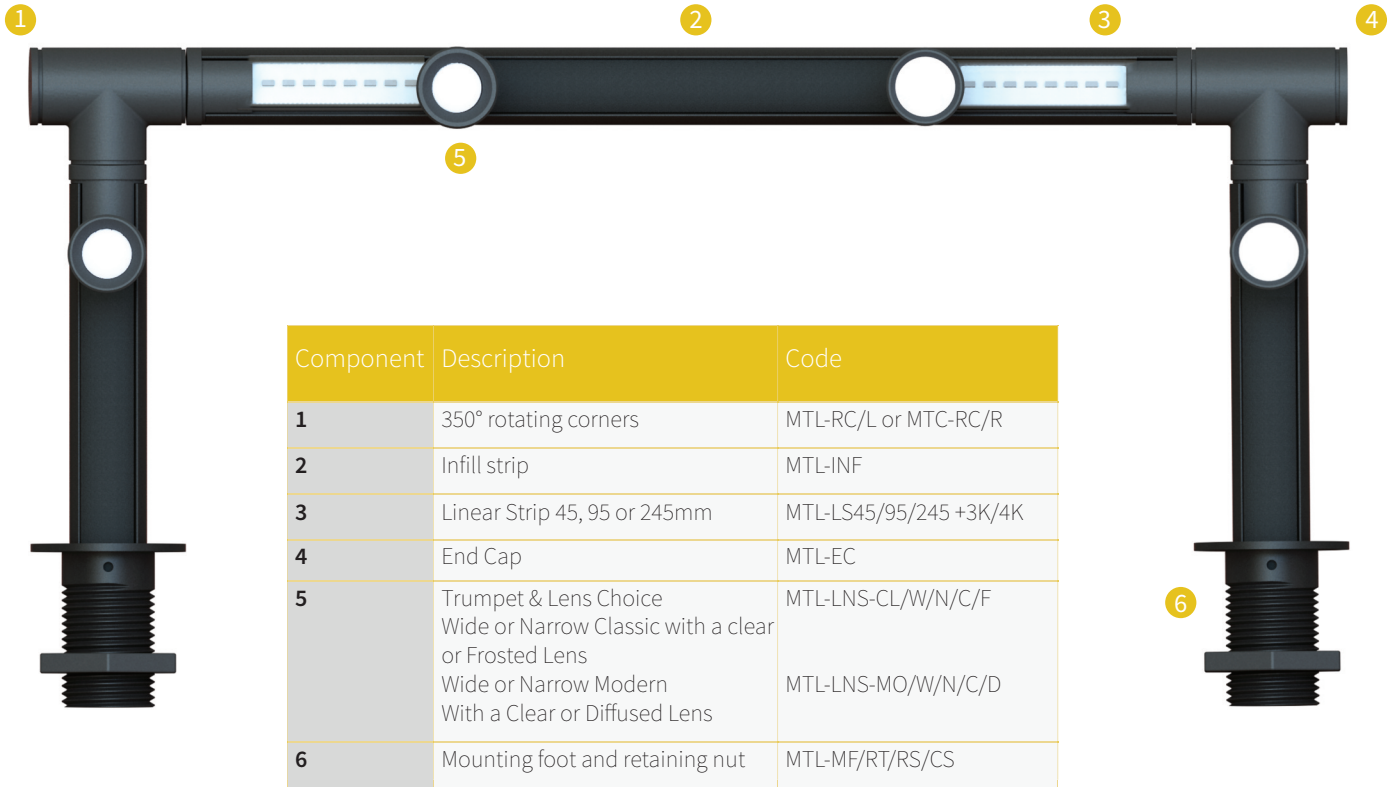 1
2
3
4
5
Component Description Code
1 350° rotating corners MTL-RC/L or MTC-RC/R
2 Infill strip MTL-INF
3 Linear Strip 45, 95 or 245mm MTL-LS45/95/245 +3K/4K
4 End Cap MTL-EC
5 Trumpet & Lens Choice MTL-LNS-CL/W/N/C/F
Wide or Narrow Classic with a clear
or Frosted Lens
Wide or Narrow Modern MTL-LNS-MO/W/N/C/D
With a Clear or Diffused Lens
6 Mounting foot and retaining nut MTL-MF/RT/RS/CS
6